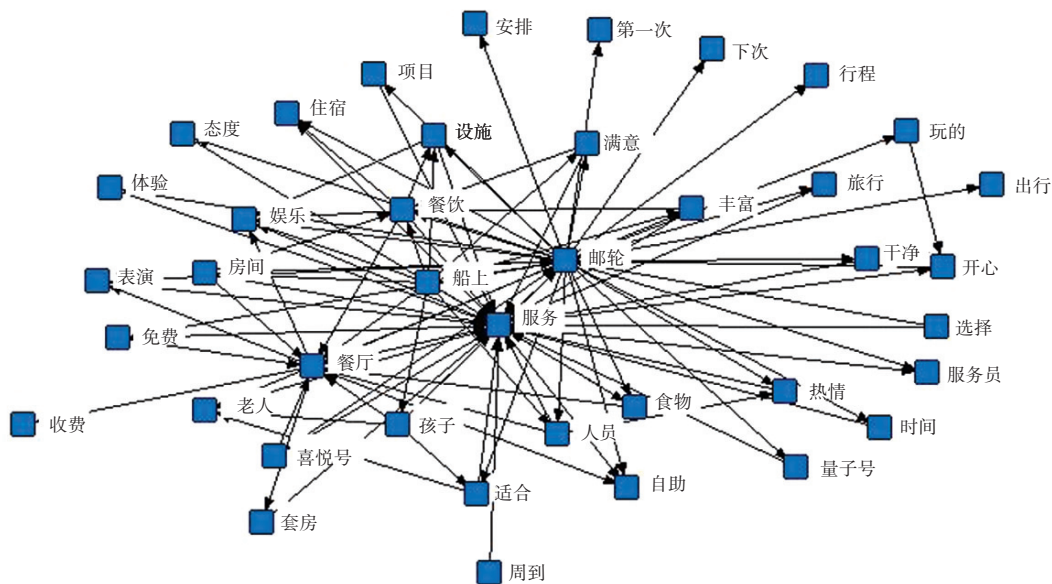 安排
第一次
下次
项目
行程
住宿
态度
设施
满意
玩的
体验
娱乐
餐饮
丰富
旅行
出行
表演
房间
船上
邮轮
干净
开心
免费
服务
选择
餐厅
服务员
收费
老人
孩子
人员
食物
热情
时间
喜悦号
适合
自助
量子号
套房
周到